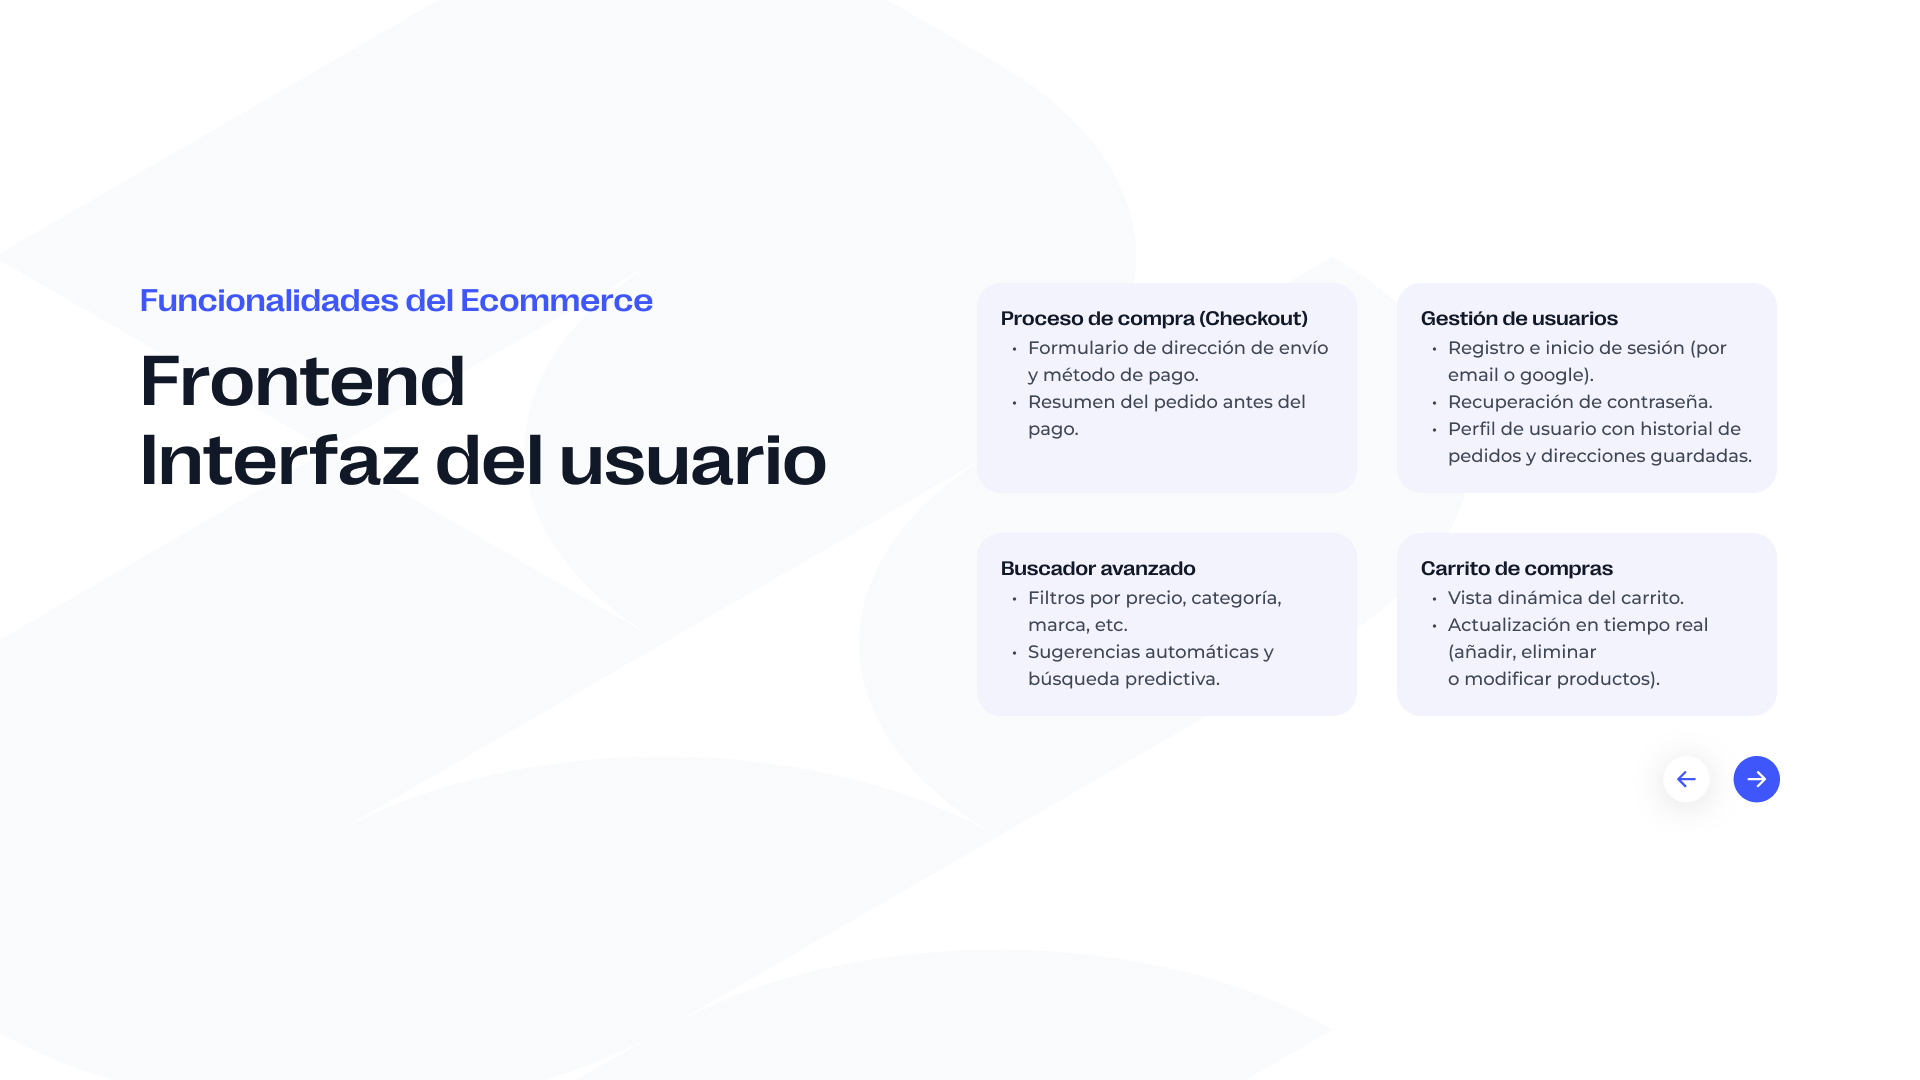 Funcionalidades del Ecommerce
Frontend
Interfaz del usuario
Proceso de compra (Checkout)
• Formulario de dirección de envío
y método de pago.
• Resumen del pedido antes del
pago.
Gestión de usuarios
• Registro e inicio de sesión (por
email o google).
• Recuperación de contraseña.
• Perfil de usuario con historial de
pedidos y direcciones guardadas.
Buscador avanzado
• Filtros por precio, categoría,
marca, etc.
• Sugerencias automáticas y
búsqueda predictiva.
Carrito de compras
• Vista dinámica del carrito.
• Actualización en tiempo real
(añadir, eliminar
o modificar productos).